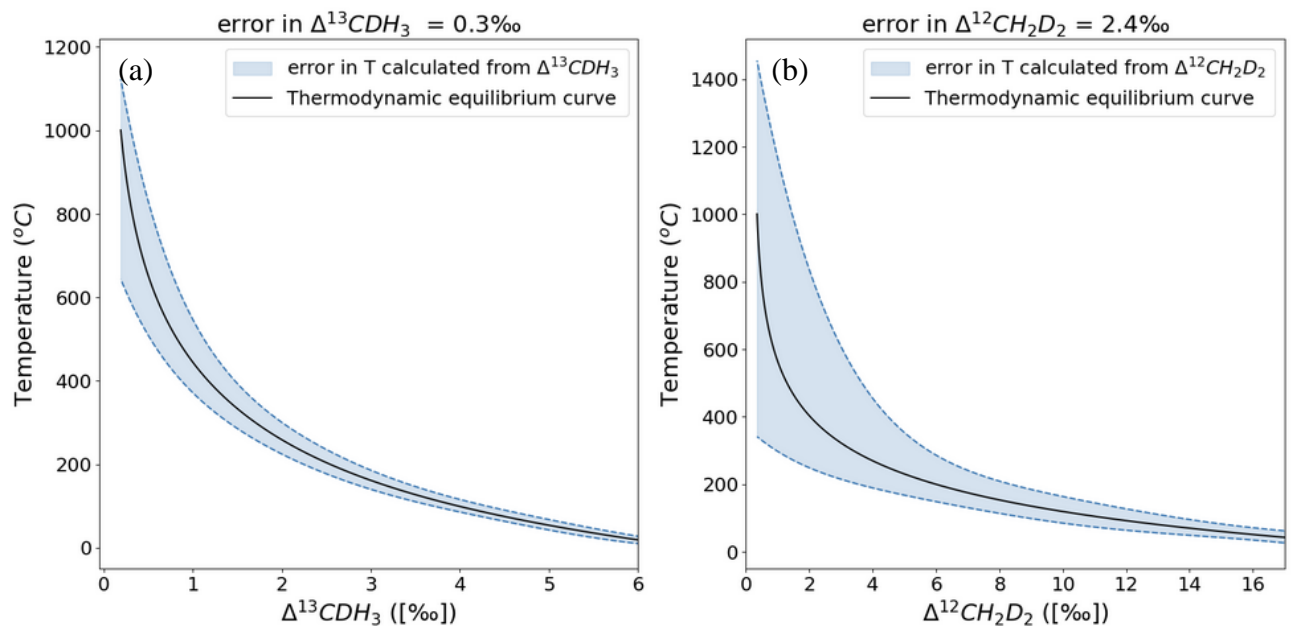 error in Δ¹³CDH₃ = 0.3‰
(a)
error in T calculated from Δ¹³CDH₃
Thermodynamic equilibrium curve
1200
1000
800
600
400
200
0
Temperature (°C)
0 1 2 3 4 5 6
Δ¹³CDH₃ ([‰])
error in Δ¹²CH₂D₂ = 2.4‰
(b)
error in T calculated from Δ¹²CH₂D₂
Thermodynamic equilibrium curve
1400
1200
1000
800
600
400
200
0
Temperature (°C)
0 2 4 6 8 10 12 14 16
Δ¹²CH₂D₂ ([‰])